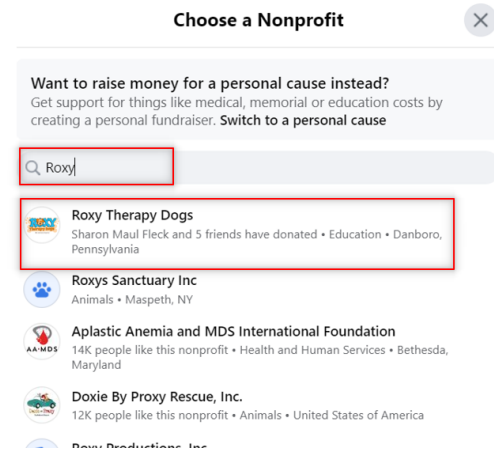 Choose a Nonprofit
Want to raise money for a personal cause instead?
Get support for things like medical, memorial or education costs by
creating a personal fundraiser. Switch to a personal cause
Roxy
ROXY
Roxy Therapy Dogs
Sharon Maul Fleck and 5 friends have donated • Education • Danboro,
Pennsylvania
Roxys Sanctuary Inc
Animals • Maspeth, NY
AA·MDS
Aplastic Anemia and MDS International Foundation
14K people like this nonprofit • Health and Human Services • Bethesda,
Maryland
Doxie By Proxy Rescue, Inc.
12K people like this nonprofit • Animals • United States of America
Roxy Productions, Inc